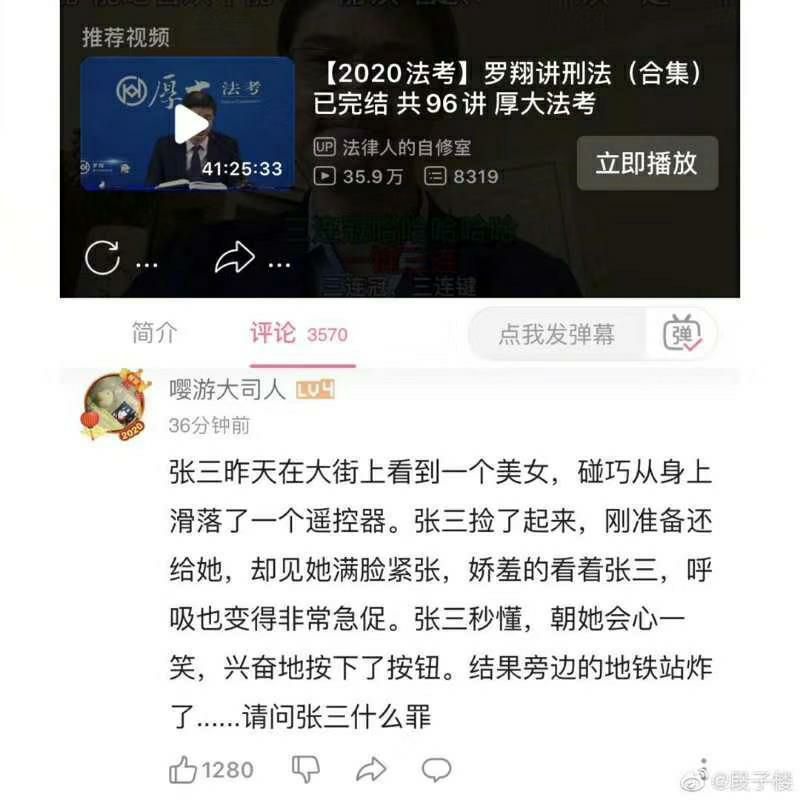 推荐视频
厚大 法考
41:25:33
【2020法考】罗翔讲刑法（合集）
已完结 共96讲 厚大法考
UP 法律人的自修室
35.9万 8319
立即播放
三连冠 三连键
简介 评论 3570 点我发弹幕 弹
嘤游大司人 LV4
36分钟前
2020
张三昨天在大街上看到一个美女，碰巧从身上
滑落了一个遥控器。张三捡了起来，刚准备还
给她，却见她满脸紧张，娇羞的看着张三，呼
吸也变得非常急促。张三秒懂，朝她会心一
笑，兴奋地按下了按钮。结果旁边的地铁站炸
了......请问张三什么罪
1280
@段子楼